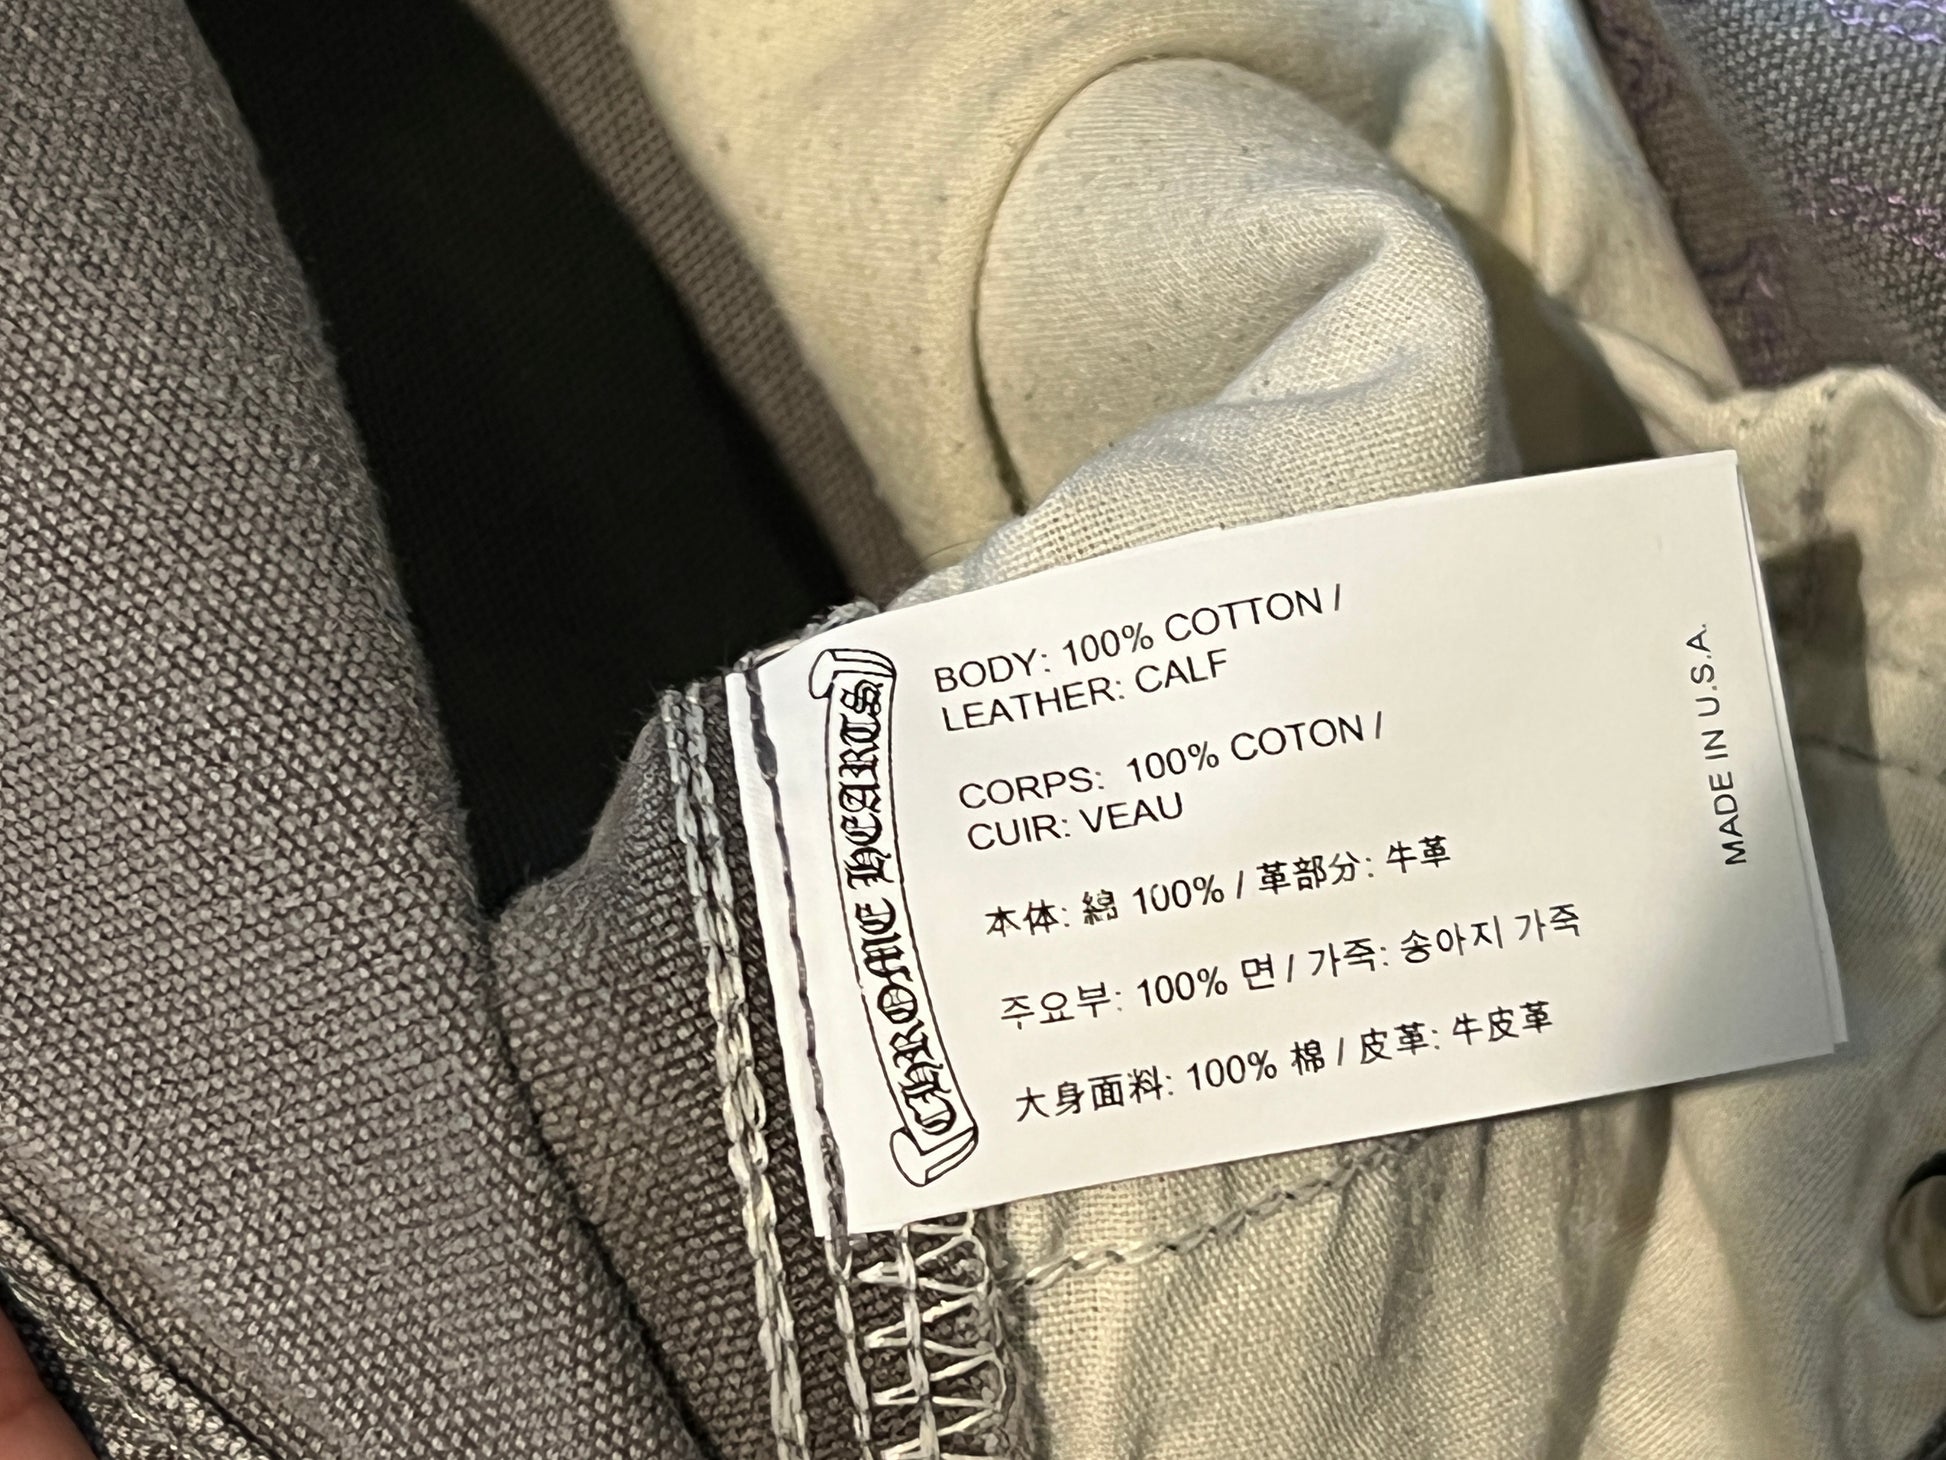 CHROME HEARTS
BODY: 100% COTTON /
LEATHER: CALF
CORPS: 100% COTON /
CUIR: VEAU
本体: 綿 100% / 革部分: 牛革
주요부: 100% 면 / 가죽: 송아지 가죽
大身面料: 100% 棉 / 皮革: 牛皮革
MADE IN U.S.A.